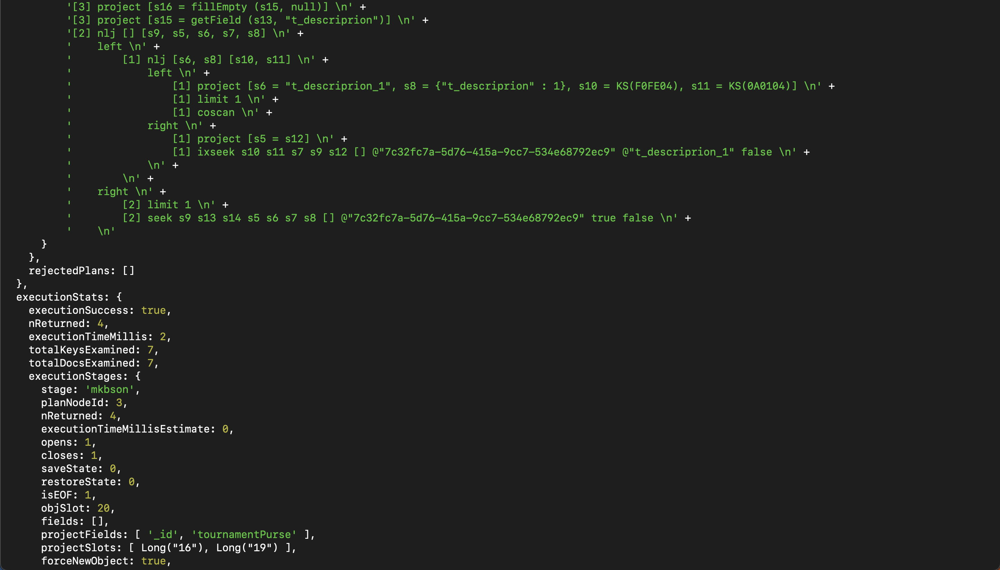 '[3] project [s16 = fillEmpty (s15, null)] \n' +
'[3] project [s15 = getField (s13, "t_descriprion")] \n' +
'[2] nlj [] [s9, s5, s6, s7, s8] \n' +
'    left \n' +
'        [1] nlj [s6, s8] [s10, s11] \n' +
'            left \n' +
'                [1] project [s6 = "t_descriprion_1", s8 = {"t_descriprion" : 1}, s10 = KS(F0FE04), s11 = KS(0A0104)] \n' +
'                [1] limit 1 \n' +
'                [1] coscan \n' +
'            right \n' +
'                [1] project [s5 = s12] \n' +
'                [1] ixseek s10 s11 s7 s9 s12 [] @"7c32fc7a-5d76-415a-9cc7-534e68792ec9" @"t_descriprion_1" false \n' +
'            \n' +
'        \n' +
'    right \n' +
'        [2] limit 1 \n' +
'        [2] seek s9 s13 s14 s5 s6 s7 s8 [] @"7c32fc7a-5d76-415a-9cc7-534e68792ec9" true false \n' +
'    \n'
}
},
rejectedPlans: []
},
executionStats: {
executionSuccess: true,
nReturned: 4,
executionTimeMillis: 2,
totalKeysExamined: 7,
totalDocsExamined: 7,
executionStages: {
stage: 'mkbson',
planNodeId: 3,
nReturned: 4,
executionTimeMillisEstimate: 0,
opens: 1,
closes: 1,
saveState: 0,
restoreState: 0,
isEOF: 1,
objSlot: 20,
fields: [],
projectFields: [ '_id', 'tournamentPurse' ],
projectSlots: [ Long("16"), Long("19") ],
forceNewObject: true,